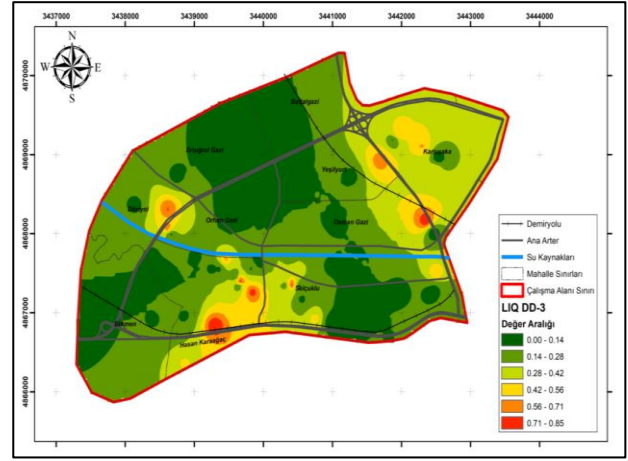 3437000 3438000 3439000 3440000 3441000 3442000 3443000 3444000
N
W E
S
4870000
4869000
4868000
4867000
4866000
Ertuğrul Gazi
Yeşilyurt
Karapınar
Orhan Gazi
Osman Gazi
Selçuklu
Hasan Karaağaç
Demiryolu
Ana Arter
Su Kaynakları
Mahalle Sınırları
Çalışma Alanı Sınırı
LIQ DD-3
Değer Aralığı
0.00 - 0.14
0.14 - 0.28
0.28 - 0.42
0.42 - 0.56
0.56 - 0.71
0.71 - 0.85